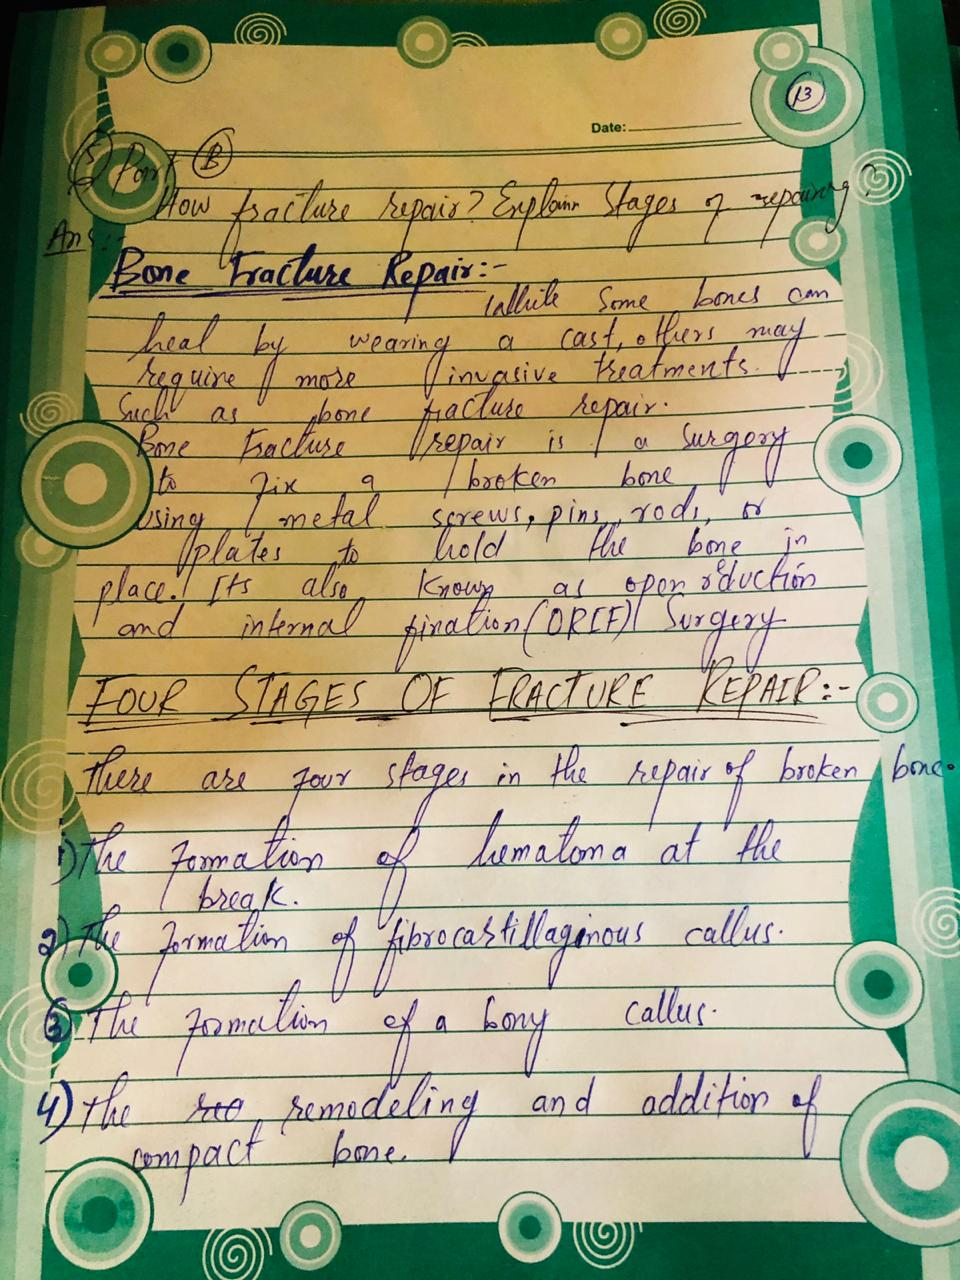 13
Date:
5 Part B
How fracture repair? Explain Stages of repairing?
Ans:-
Bone Fracture Repair:-
While Some bones can
heal by wearing a cast, others may
require more invasive treatments.
Such as bone fracture repair.
Bone fracture repair is a Surgery
to fix a broken bone
using metal screws, pins, rods, or
plates to hold the bone in
place. Its also known as open reduction
and internal fixation (ORIF) Surgery
FOUR STAGES OF FRACTURE REPAIR:-
There are four stages in the repair of broken bone.
1) The formation of hematoma at the
break.
2) The formation of fibrocastillaginous callus.
3) The formation of a bony callus.
4) The remodeling and addition of
compact bone.